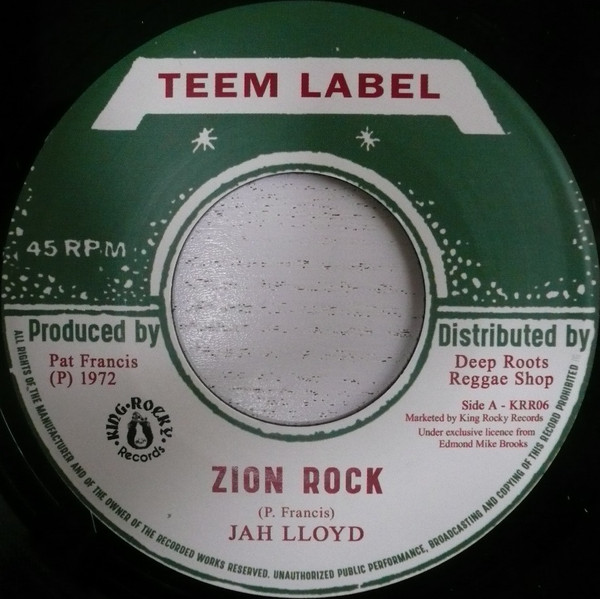 TEEM LABEL
45 RPM
Produced by
Pat Francis
(P) 1972
Distributed by
Deep Roots
Reggae Shop
Side A - KRR06
Marketed by King Rocky Records
Under exclusive licence from
Edmond Mike Brooks
KING ROCKY
Records
ZION ROCK
(P. Francis)
JAH LLOYD
ALL RIGHTS OF THE MANUFACTURER AND OF THE OWNER OF THE RECORDED WORKS RESERVED. UNAUTHORIZED PUBLIC PERFORMANCE, BROADCASTING AND COPYING OF THIS RECORD PROHIBITED